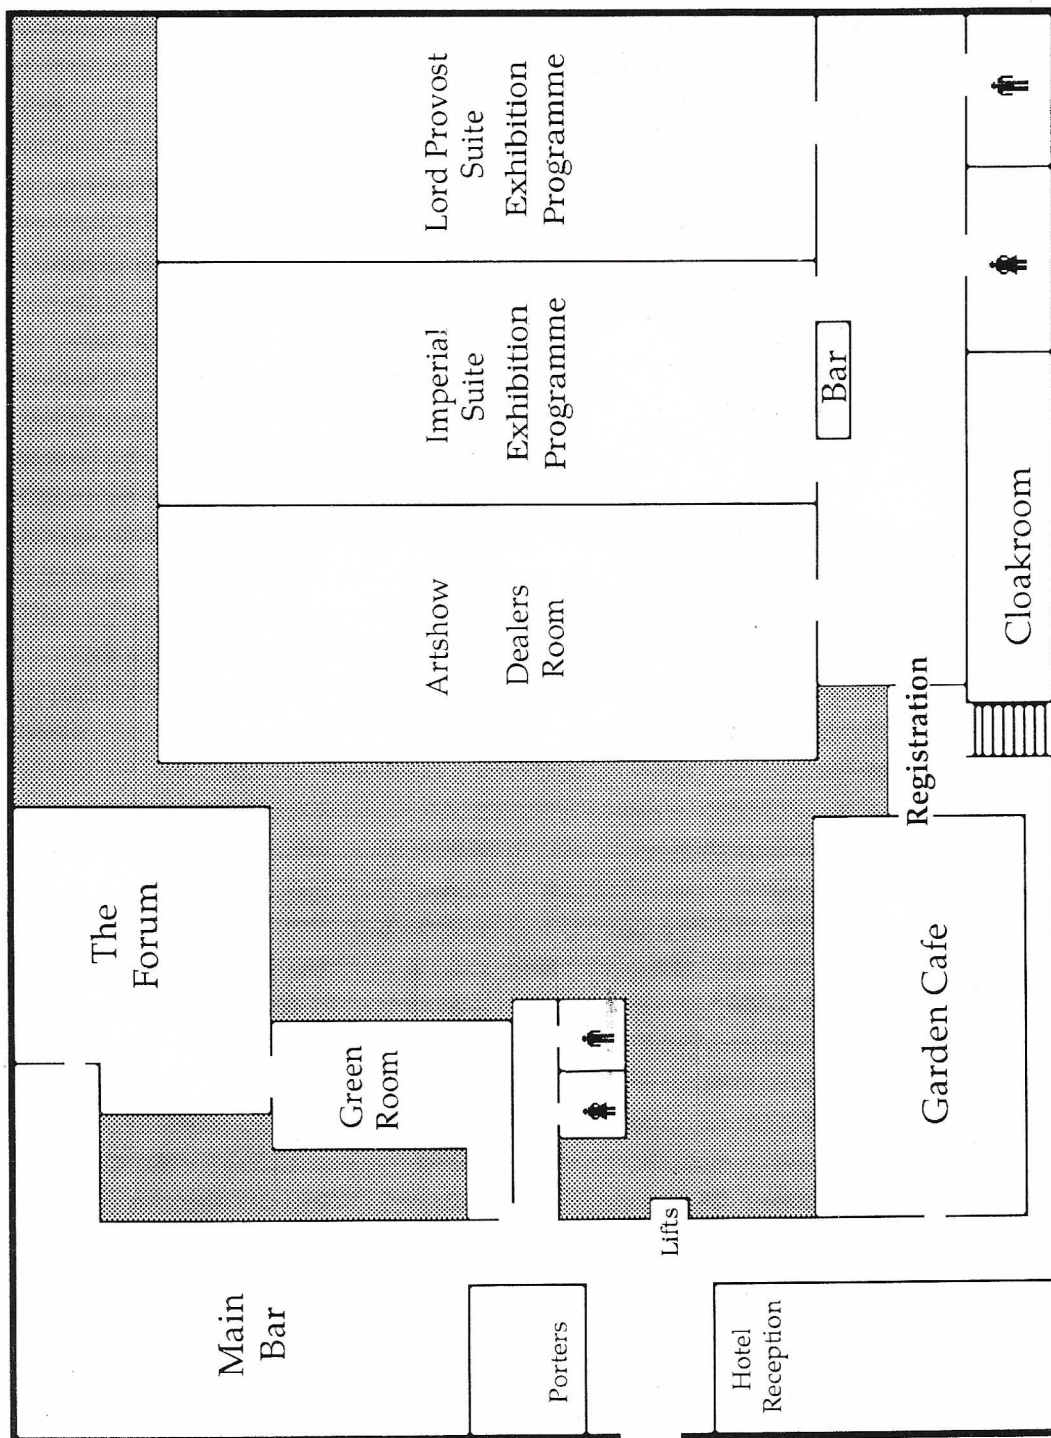 The
Forum
Main
Bar
Green
Room
Artshow
Dealers
Room
Imperial
Suite
Exhibition
Programme
Lord Provost
Suite
Exhibition
Programme
Porters
Lifts
Hotel
Reception
Garden Cafe
Registration
Bar
Cloakroom